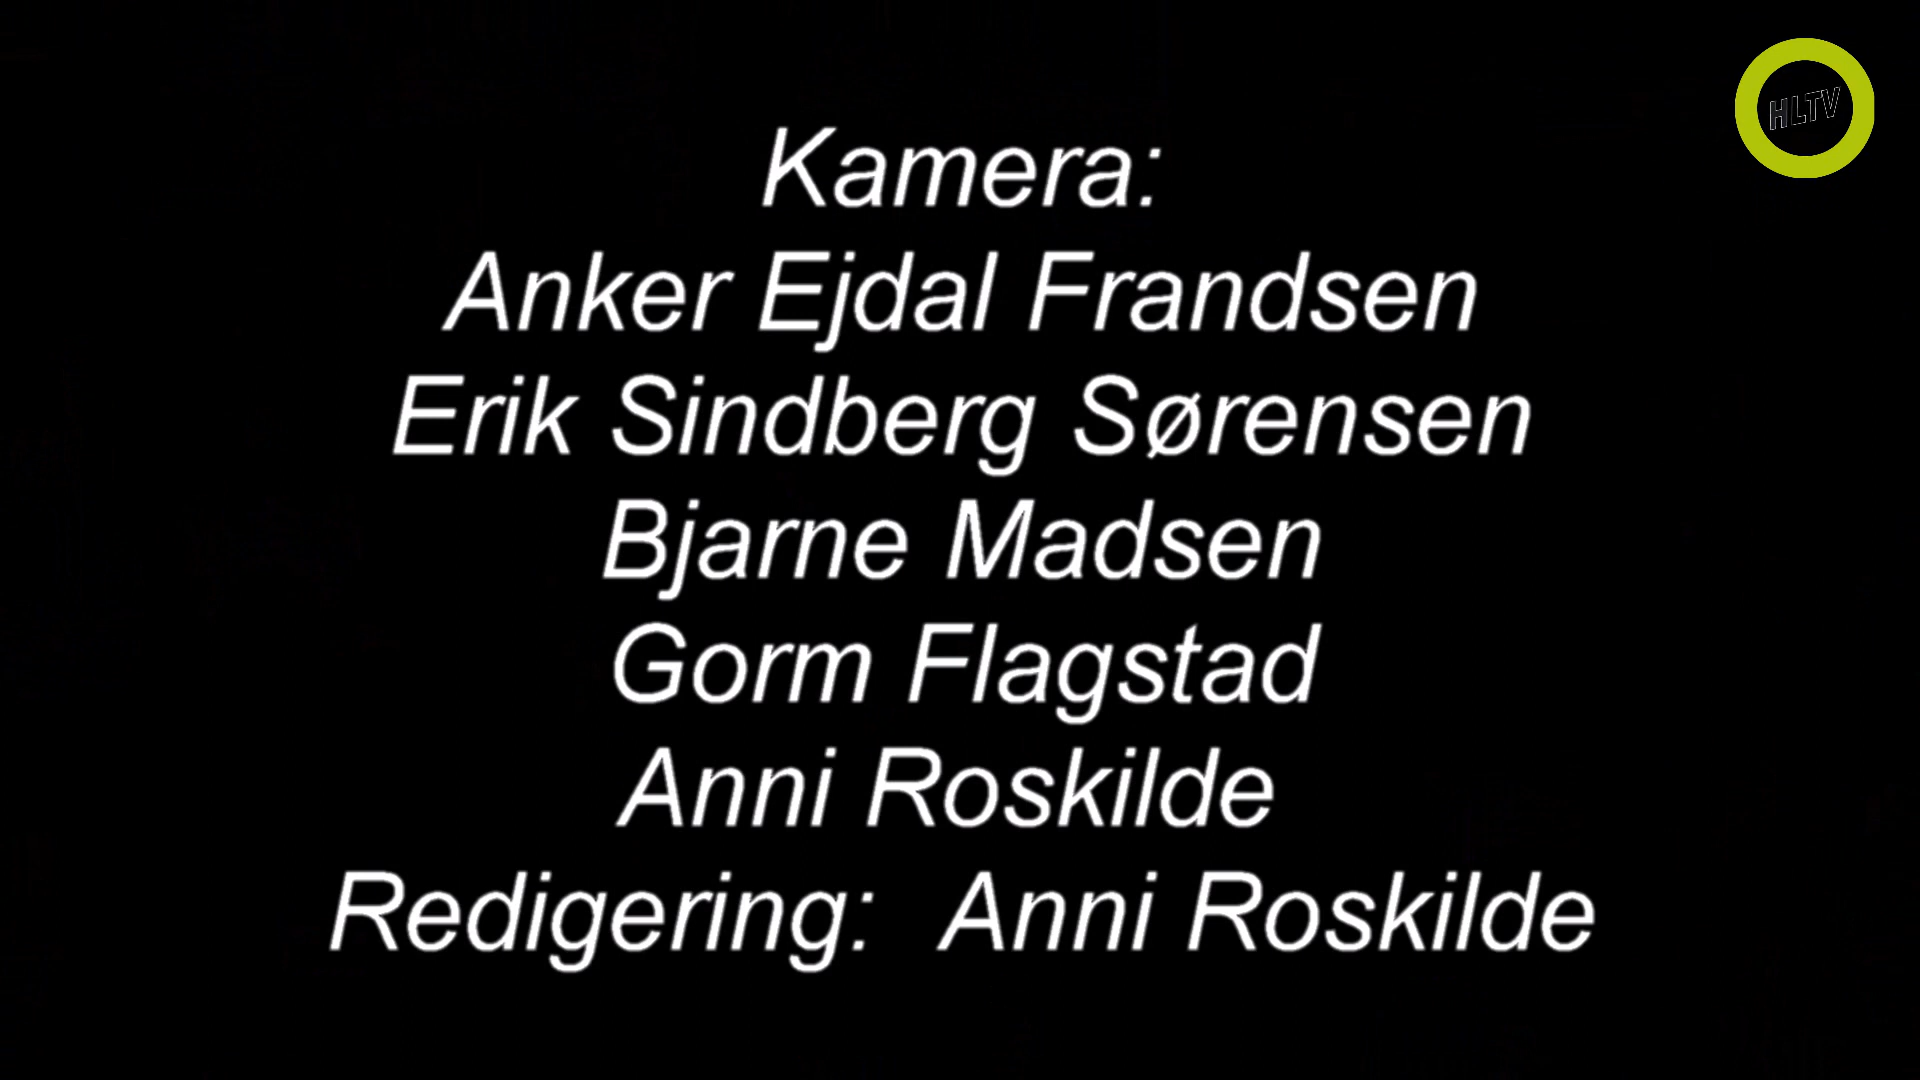 HLTV
Kamera:
Anker Ejdal Frandsen
Erik Sindberg Sørensen
Bjarne Madsen
Gorm Flagstad
Anni Roskilde
Redigering: Anni Roskilde